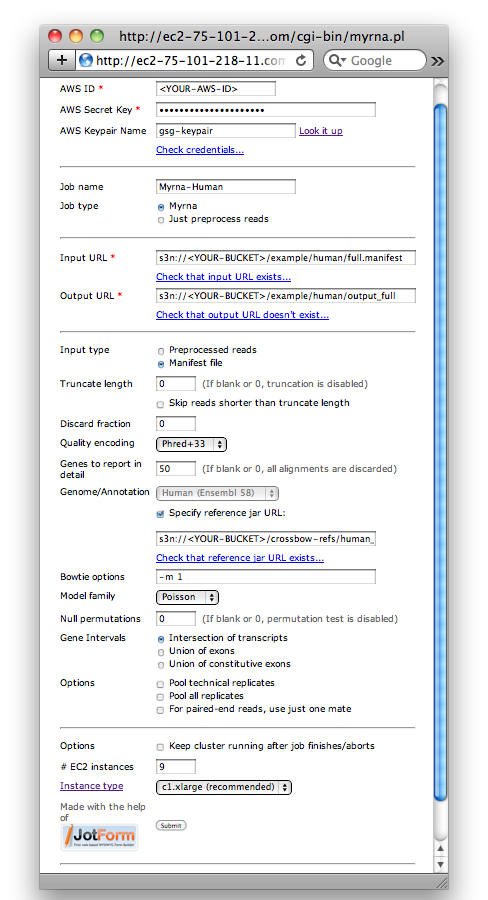 http://ec2-75-101-2...om/cgi-bin/myrna.pl
http://ec2-75-101-218-11.com
Google
AWS ID * <YOUR-AWS-ID>
AWS Secret Key * ••••••••••••••••••••
AWS Keypair Name gsg-keypair Look it up
Check credentials...
Job name Myrna-Human
Job type Myrna
Just preprocess reads
Input URL * s3n://<YOUR-BUCKET>/example/human/full.manifest
Check that input URL exists...
Output URL * s3n://<YOUR-BUCKET>/example/human/output_full
Check that output URL doesn't exist...
Input type Preprocessed reads
Manifest file
Truncate length 0 (If blank or 0, truncation is disabled)
Skip reads shorter than truncate length
Discard fraction 0
Quality encoding Phred+33
Genes to report in
detail 50 (If blank or 0, all alignments are discarded)
Genome/Annotation Human (Ensembl 58)
Specify reference jar URL:
s3n://<YOUR-BUCKET>/crossbow-refs/human_
Check that reference jar URL exists...
Bowtie options -m 1
Model family Poisson
Null permutations 0 (If blank or 0, permutation test is disabled)
Gene Intervals Intersection of transcripts
Union of exons
Union of constitutive exons
Options Pool technical replicates
Pool all replicates
For paired-end reads, use just one mate
Options Keep cluster running after job finishes/aborts
# EC2 instances 9
Instance type c1.xlarge (recommended)
Made with the help
of
JotForm
Submit